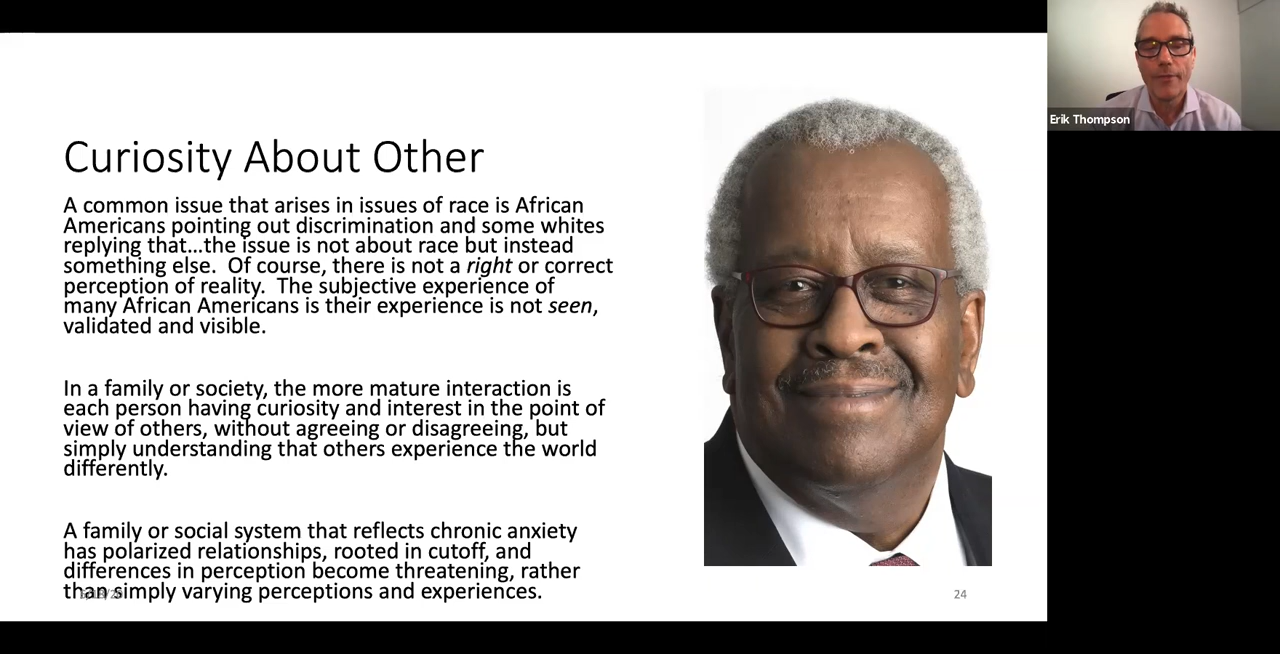 Curiosity About Other
A common issue that arises in issues of race is African
Americans pointing out discrimination and some whites
replying that...the issue is not about race but instead
something else.  Of course, there is not a right or correct
perception of reality.  The subjective experience of
many African Americans is their experience is not seen,
validated and visible.
In a family or society, the more mature interaction is
each person having curiosity and interest in the point of
view of others, without agreeing or disagreeing, but
simply understanding that others experience the world
differently.
A family or social system that reflects chronic anxiety
has polarized relationships, rooted in cutoff, and
differences in perception become threatening, rather
than simply varying perceptions and experiences.
24
Erik Thompson